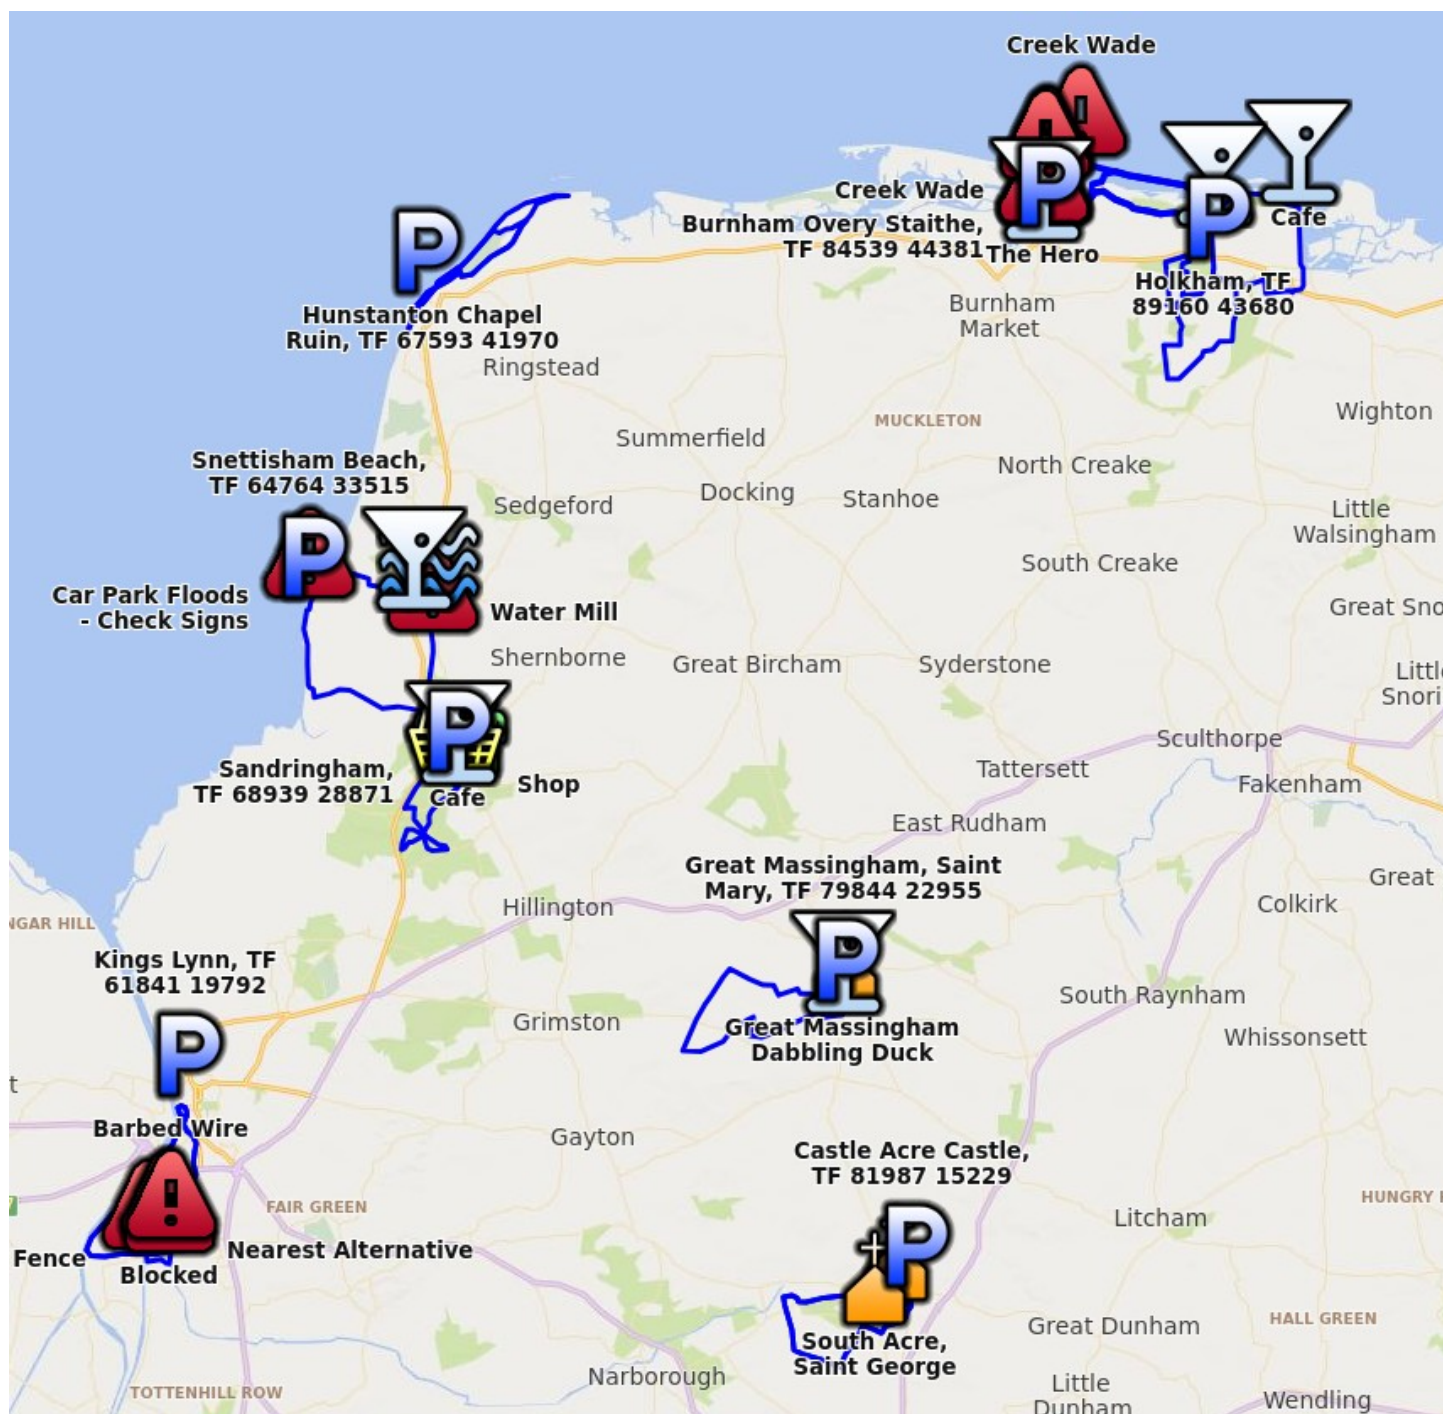 Creek Wade
Creek Wade
Burnham Overy Staithe,
TF 84539 44381
The Hero
Cafe
Holkham, TF
89160 43680
Hunstanton Chapel
Ruin, TF 67593 41970
Burnham
Market
Ringstead
Wighton
MUCKLETON
Summerfield
North Creake
Snettisham Beach,
TF 64764 33515
Docking
Stanhoe
Sedgeford
Little
Walsingham
South Creake
Car Park Floods
- Check Signs
Water Mill
Great Sno
Shernborne
Great Bircham
Syderstone
Little
Snori
Sculthorpe
Sandringham,
TF 68939 28871
Cafe
Shop
Tattersett
Fakenham
East Rudham
Great Massingham, Saint
Mary, TF 79844 22955
Great
Hillington
Colkirk
NGAR HILL
Kings Lynn, TF
61841 19792
South Raynham
Grimston
Great Massingham
Dabbling Duck
Whissonsett
t
Barbed Wire
Gayton
Castle Acre Castle,
TF 81987 15229
FAIR GREEN
HUNGRY
Litcham
Fence
Nearest Alternative
Blocked
HALL GREEN
Great Dunham
South Acre,
Saint George
Narborough
TOTTENHILL ROW
Little
Dunham
Wendling
P
P
P
P
P
P
P
P